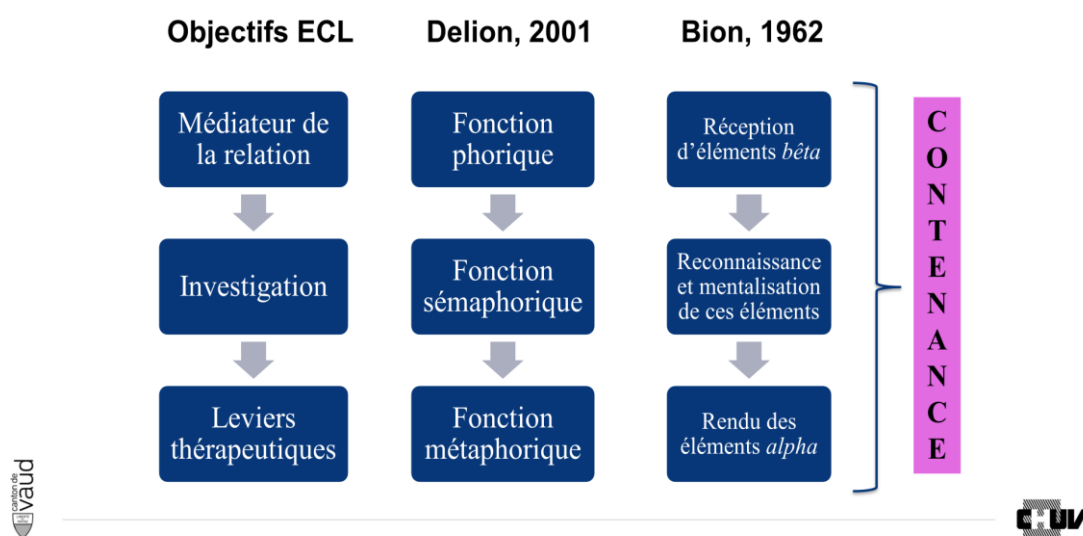 Objectifs ECL
Delion, 2001
Bion, 1962
Médiateur de
la relation
Fonction
phorique
Réception
d'éléments bêta
Investigation
Fonction
sémaphorique
Reconnaissance
et mentalisation
de ces éléments
Leviers
thérapeutiques
Fonction
métaphorique
Rendu des
éléments alpha
CONTENANCE
canton de
vaud
CHUV